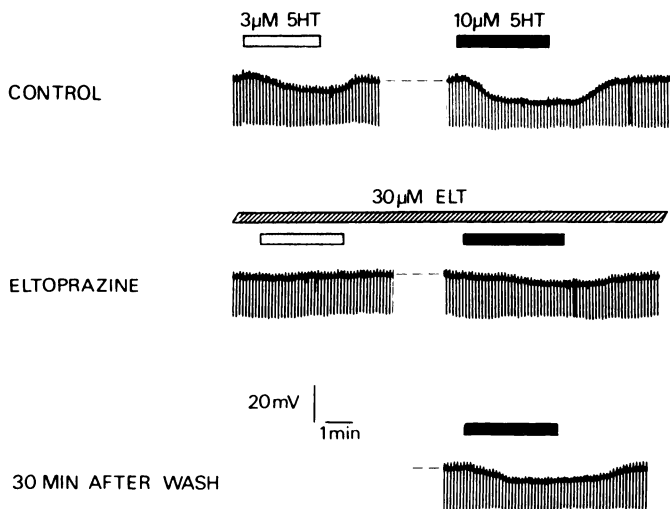 3µM 5HT 10µM 5HT
CONTROL
30µM ELT
ELTOPRAZINE
20mV
1min
30 MIN AFTER WASH